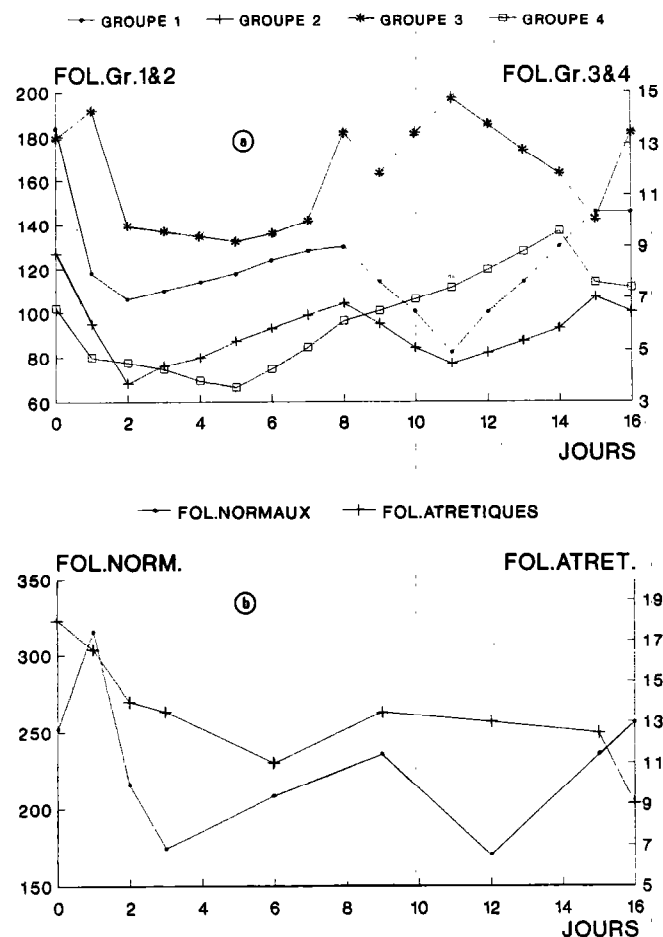 GROUPE 1 GROUPE 2 GROUPE 3 GROUPE 4
FOL.Gr.1&2 FOL.Gr.3&4
a
200
180
160
140
120
100
80
60
15
13
11
9
7
5
3
0 2 4 6 8 10 12 14 16
JOURS
FOL.NORMAUX FOL.ATRETIQUES
FOL.NORM. FOL.ATRET.
b
350
300
250
200
150
19
17
15
13
11
9
7
5
0 2 4 6 8 10 12 14 16
JOURS